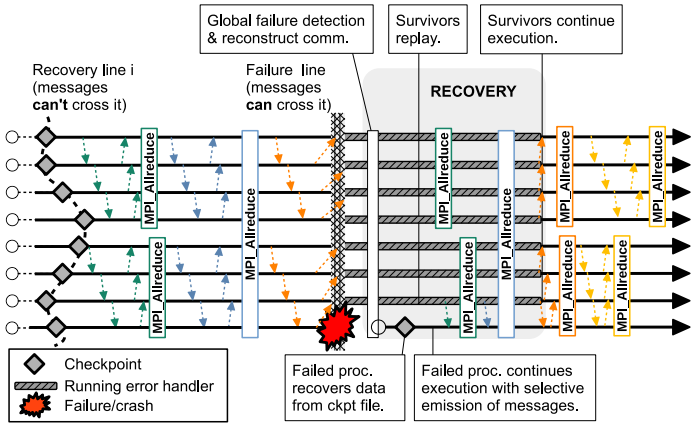 Global failure detection
& reconstruct comm.
Survivors
replay.
Survivors continue
execution.
Recovery line i
(messages
can't cross it)
Failure line
(messages
can cross it)
RECOVERY
MPI_Allreduce
MPI_Allreduce
MPI_Allreduce
MPI_Allreduce
MPI_Allreduce
MPI_Allreduce
MPI_Allreduce
MPI_Allreduce
MPI_Allreduce
MPI_Allreduce
Checkpoint
Running error handler
Failure/crash
Failed proc.
recovers data
from ckpt file.
Failed proc. continues
execution with selective
emission of messages.